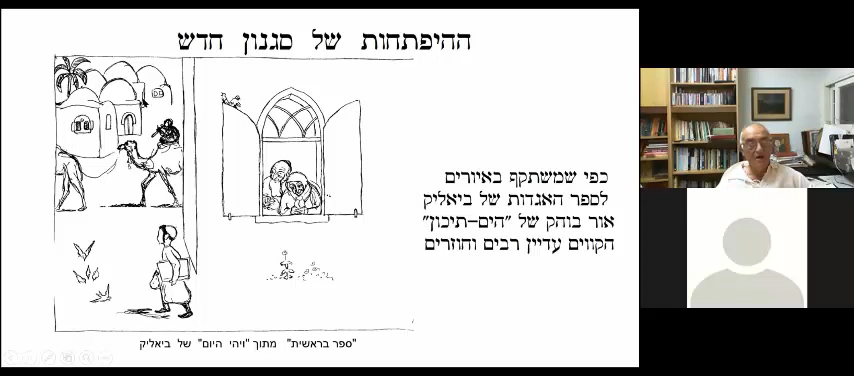 ההיפתחות של סגנון חדש
כפי שמשתקף באיורים
לספר האגדות של ביאליק
אור בוהק של "הים–תיכון"
הקווים עדיין רבים וחוזרים
"ספר בראשית" מתוך "ויהי היום" של ביאליק